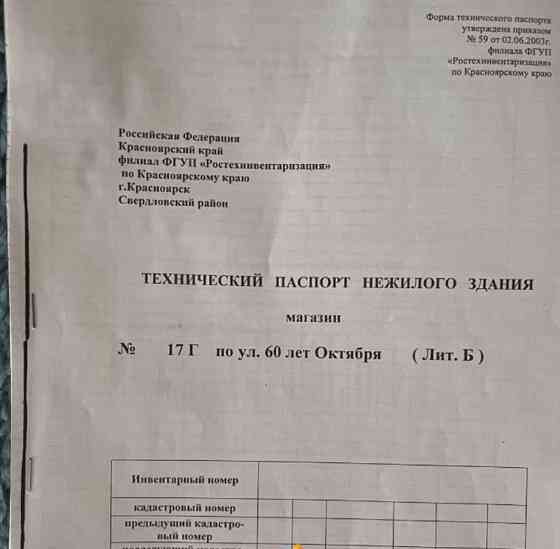 Форма технического паспорта
утверждена приказом
№ 59 от 02.06.2003г.
филиала ФГУП
«Ростехинвентаризация»
по Красноярскому краю
Российская Федерация
Красноярский край
филиал ФГУП «Ростехинвентаризация»
по Красноярскому краю
г.Красноярск
Свердловский район
ТЕХНИЧЕСКИЙ ПАСПОРТ НЕЖИЛОГО ЗДАНИЯ
магазин
№ 17 Г по ул. 60 лет Октября ( Лит. Б )
Инвентарный номер
кадастровый номер
предыдущий кадастро-
вый номер